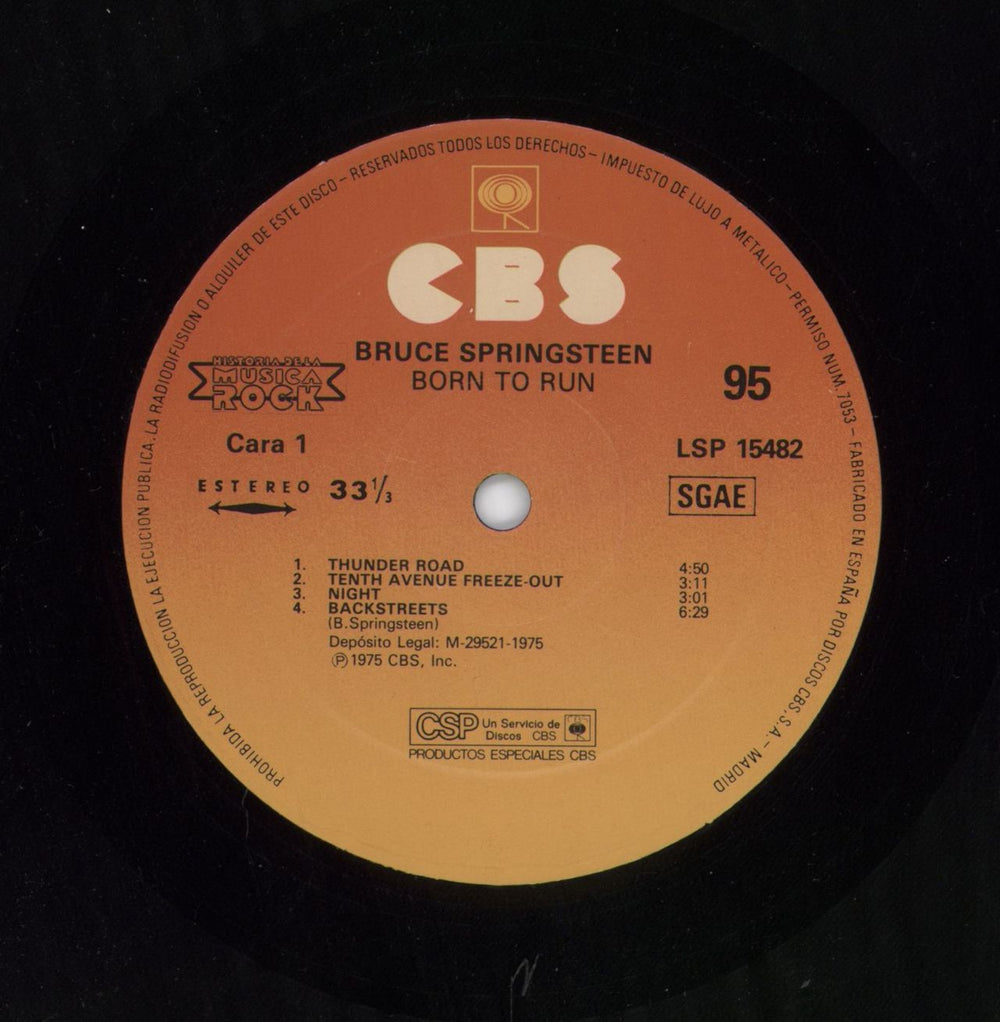 PROHIBIDA LA REPRODUCCION LA EJECUCION PUBLICA. LA RADIODIFUSION O ALQUILER DE ESTE DISCO – RESERVADOS TODOS LOS DERECHOS – IMPUESTO DE LUJO A METALICO – PERMISO NUM. 7053 – FABRICADO EN ESPAÑA POR DISCOS CBS, S.A. – MADRID
CBS
BRUCE SPRINGSTEEN
BORN TO RUN
HISTORIA DE LA
MUSICA
ROCK
95
Cara 1
LSP 15482
ESTEREO 33 1/3
SGAE
1. THUNDER ROAD 4:50
2. TENTH AVENUE FREEZE-OUT 3:11
3. NIGHT 3:01
4. BACKSTREETS 6:29
(B.Springsteen)
Depósito Legal: M-29521-1975
Ⓟ 1975 CBS, Inc.
CSP Un Servicio de
Discos CBS
PRODUCTOS ESPECIALES CBS